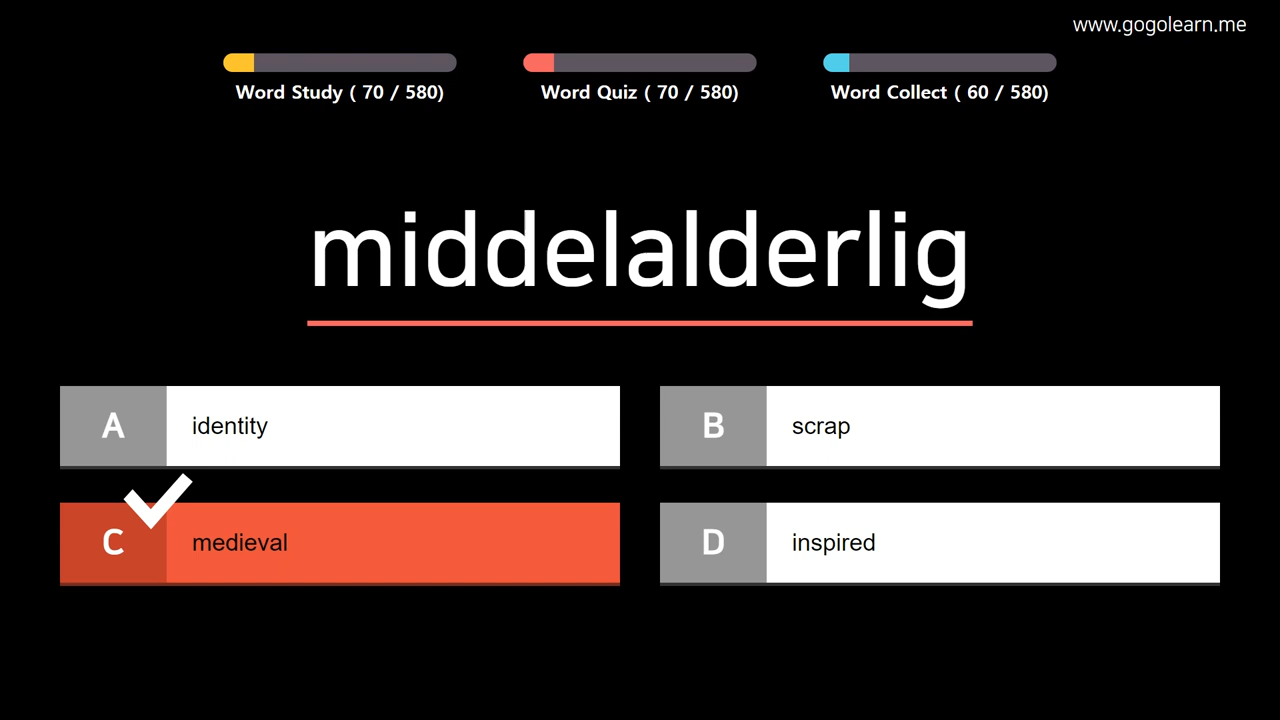 www.gogolearn.me
Word Study ( 70 / 580)
Word Quiz ( 70 / 580)
Word Collect ( 60 / 580)
middelalderlig
A identity
B scrap
C medieval
D inspired